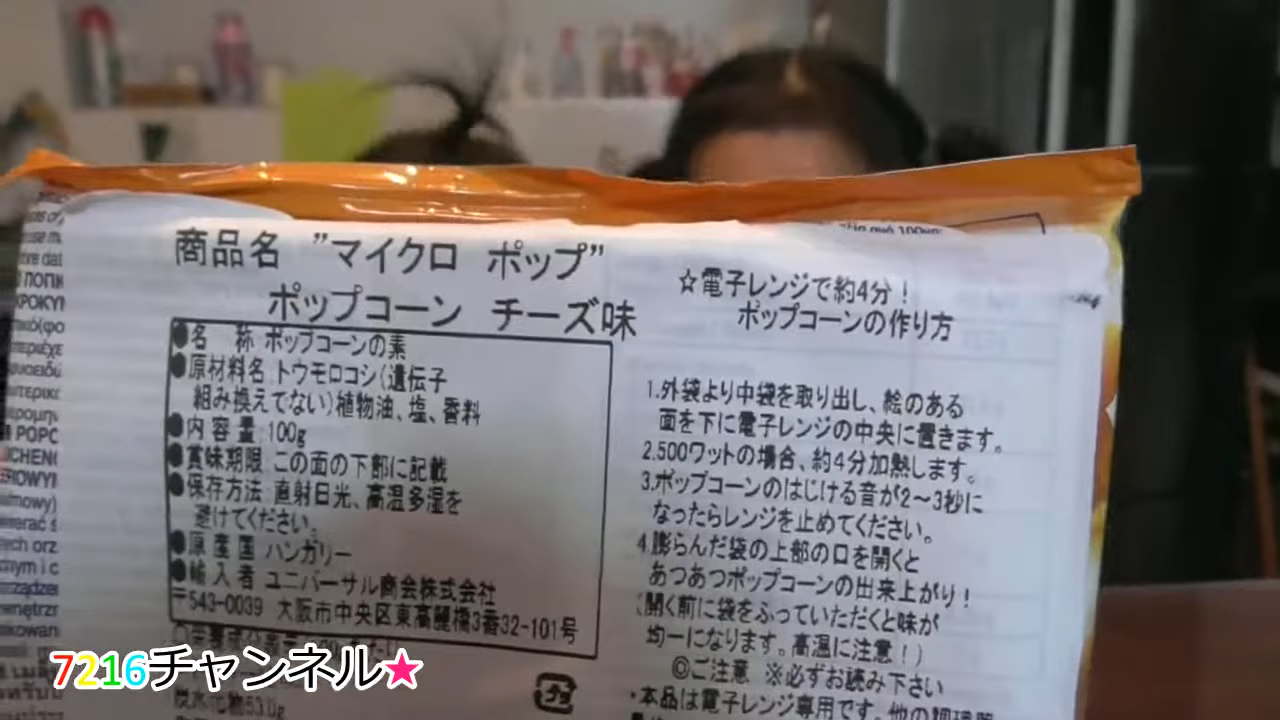 商品名 ”マイクロ ポップ”
ポップコーン チーズ味
●名 称 ポップコーンの素
●原材料名 トウモロコシ(遺伝子
組み換えでない)植物油、塩、香料
●内容量 100g
●賞味期限 この面の下部に記載
●保存方法 直射日光、高温多湿を
避けてください。
●原産国 ハンガリー
●輸入者 ユニバーサル商会株式会社
〒543-0039 大阪市中央区東高麗橋3番32-101号
炭水化物53.0g
☆電子レンジで約4分!
ポップコーンの作り方
1.外袋より中袋を取り出し、絵のある
面を下に電子レンジの中央に置きます。
2.500ワットの場合、約4分加熱します。
3.ポップコーンのはじける音が2〜3秒に
なったらレンジを止めてください。
4.膨らんだ袋の上部の口を開くと
あつあつポップコーンの出来上がり!
(開く前に袋をふっていただくと味が
均一になります。高温に注意!)
◎ご注意 ※必ずお読み下さい
・本品は電子レンジ専用です。他の調理器
プラ
POPC
7216チャンネル★